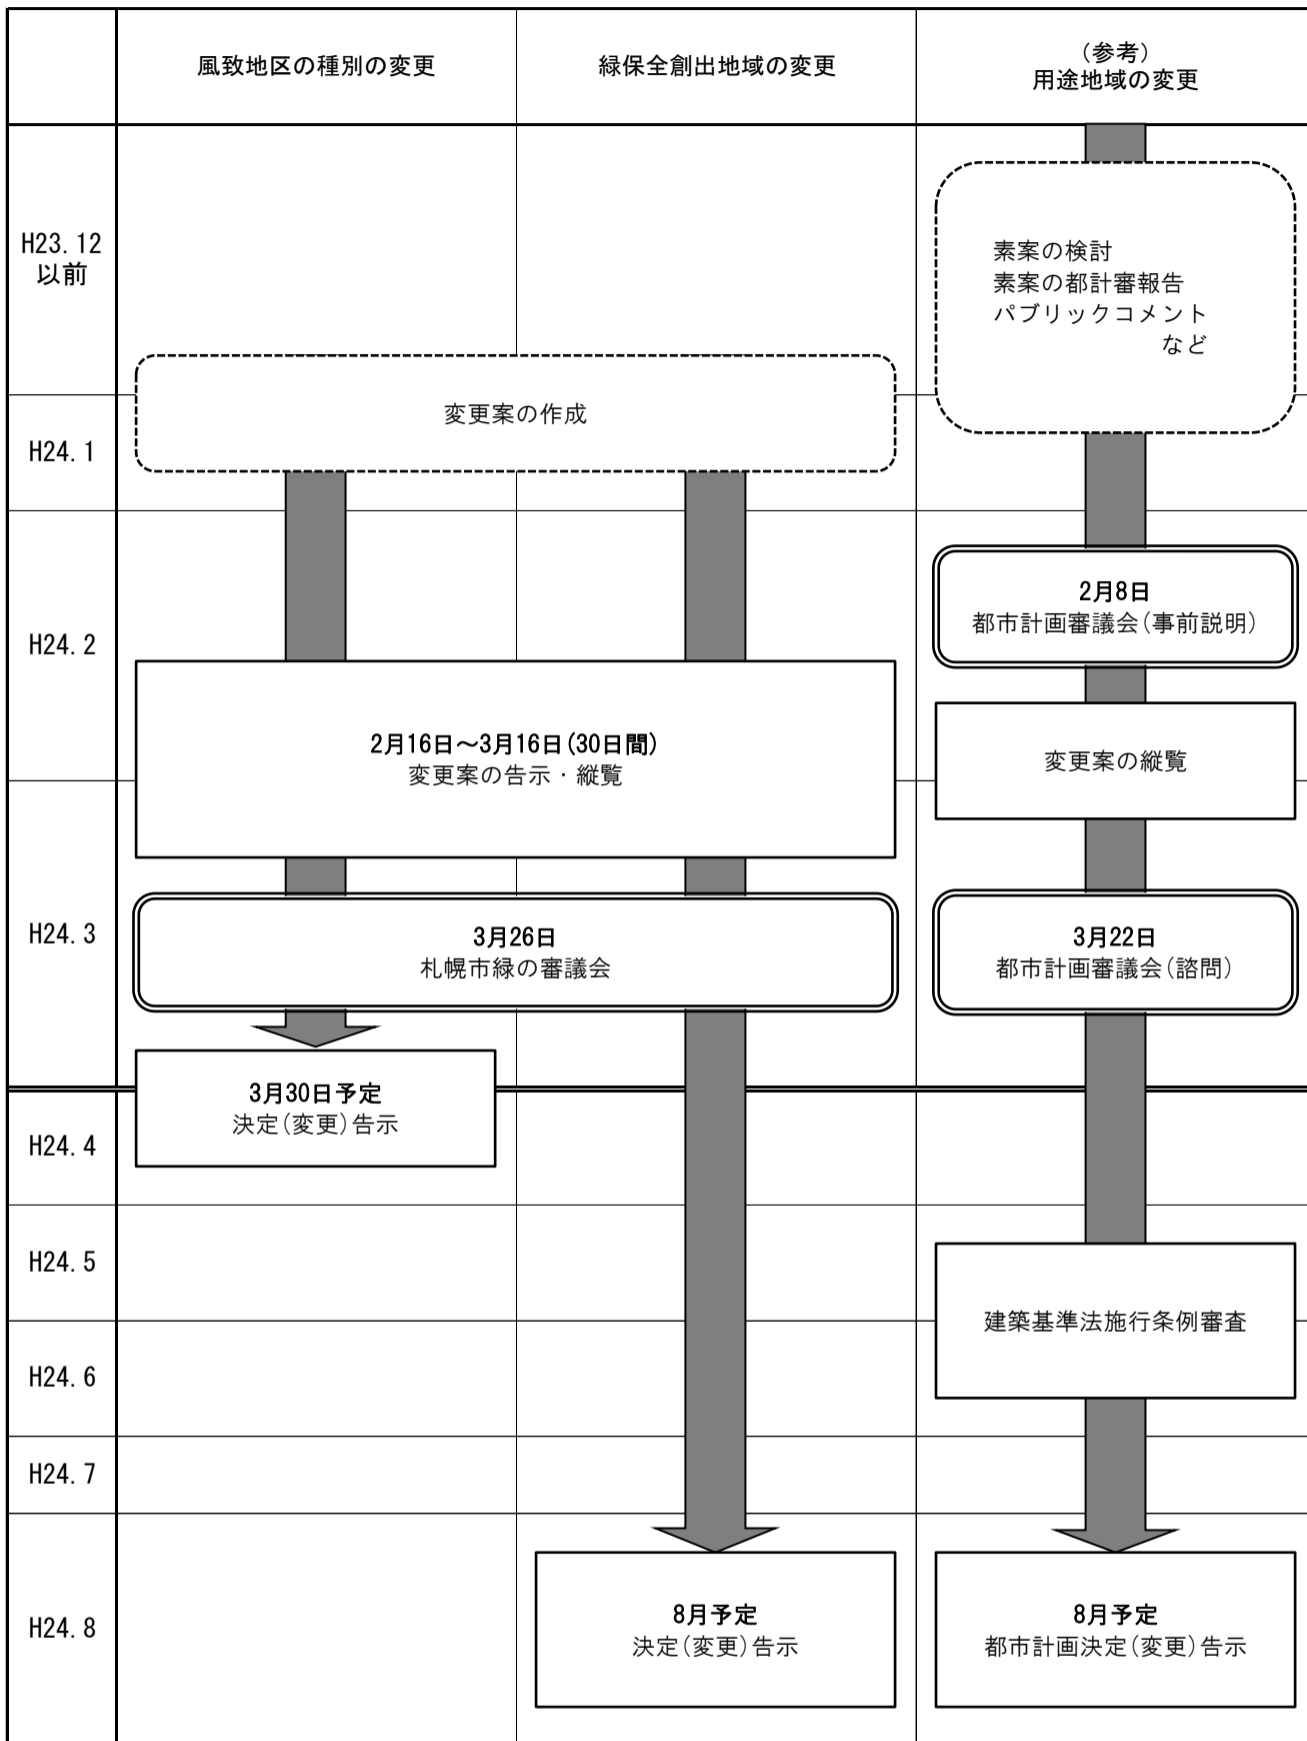 風致地区の種別の変更
緑保全創出地域の変更
(参考)
用途地域の変更
H23.12
以前
素案の検討
素案の都計審報告
パブリックコメント
など
変更案の作成
H24.1
H24.2
2月8日
都市計画審議会(事前説明)
2月16日~3月16日(30日間)
変更案の告示・縦覧
変更案の縦覧
H24.3
3月26日
札幌市緑の審議会
3月22日
都市計画審議会(諮問)
3月30日予定
決定(変更)告示
H24.4
H24.5
建築基準法施行条例審査
H24.6
H24.7
H24.8
8月予定
決定(変更)告示
8月予定
都市計画決定(変更)告示